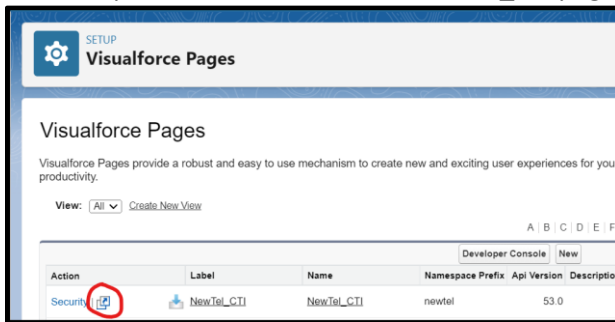 SETUP
Visualforce Pages
Visualforce Pages
Visualforce Pages provide a robust and easy to use mechanism to create new and exciting user experiences for you
productivity.
View: All Create New View
A | B | C | D | E | F
Developer Console New
Action Label Name Namespace Prefix Api Version Descriptio
Security | NewTel_CTI NewTel_CTI newtel 53.0